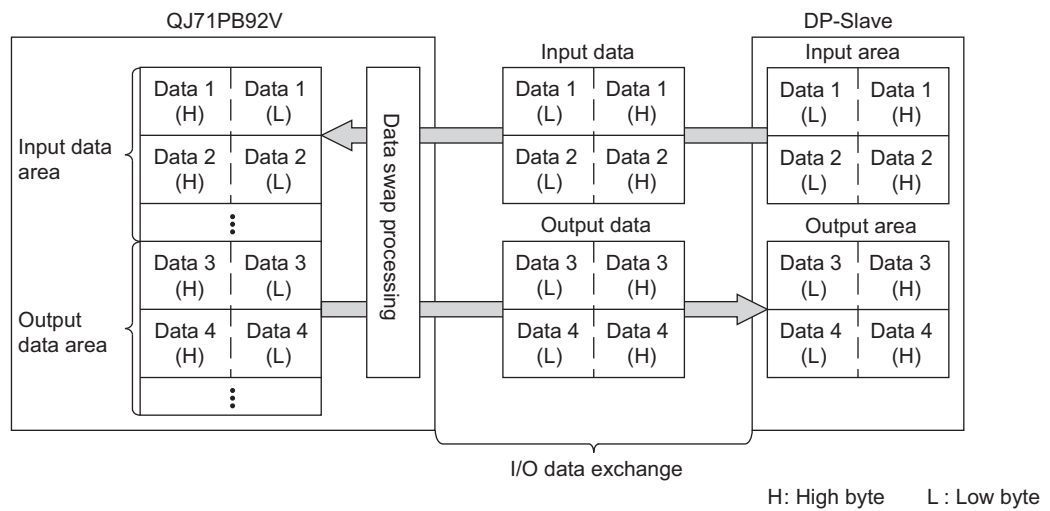 QJ71PB92V
DP-Slave
Input data area
Data 1 (H)
Data 1 (L)
Data 2 (H)
Data 2 (L)
Output data area
Data 3 (H)
Data 3 (L)
Data 4 (H)
Data 4 (L)
Data swap processing
Input data
Data 1 (L)
Data 1 (H)
Data 2 (L)
Data 2 (H)
Output data
Data 3 (L)
Data 3 (H)
Data 4 (L)
Data 4 (H)
Input area
Data 1 (L)
Data 1 (H)
Data 2 (L)
Data 2 (H)
Output area
Data 3 (L)
Data 3 (H)
Data 4 (L)
Data 4 (H)
I/O data exchange
H: High byte L : Low byte